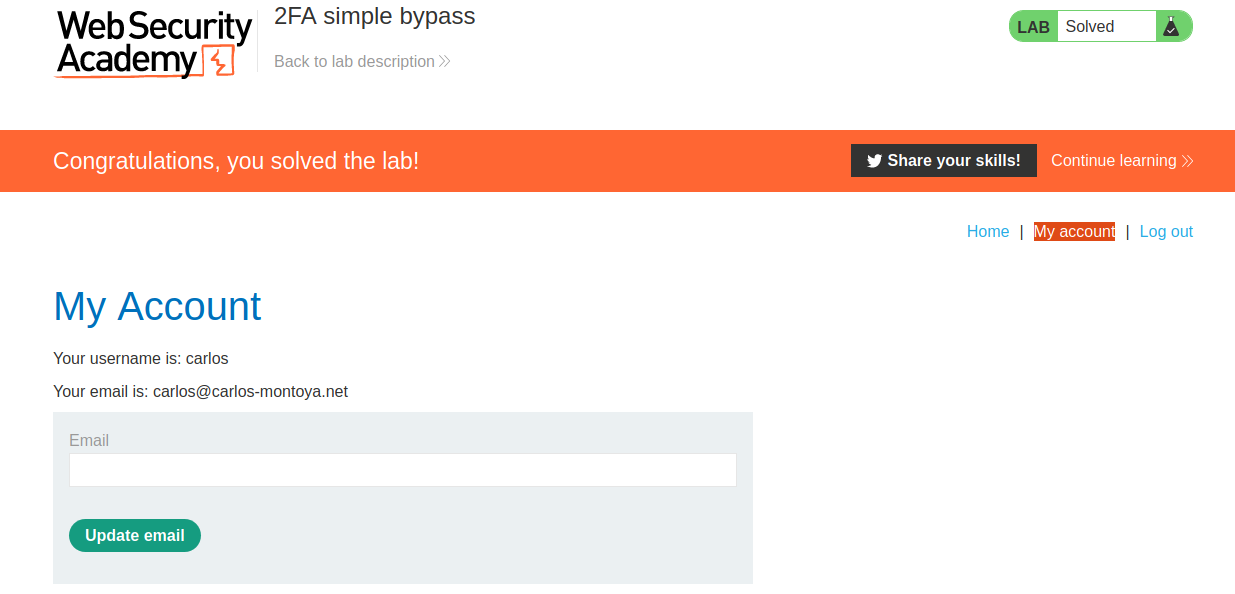 WebSecurity
Academy
2FA simple bypass
Back to lab description
LAB Solved
Congratulations, you solved the lab!
Share your skills!
Continue learning
Home | My account | Log out
My Account
Your username is: carlos
Your email is: carlos@carlos-montoya.net
Email
Update email